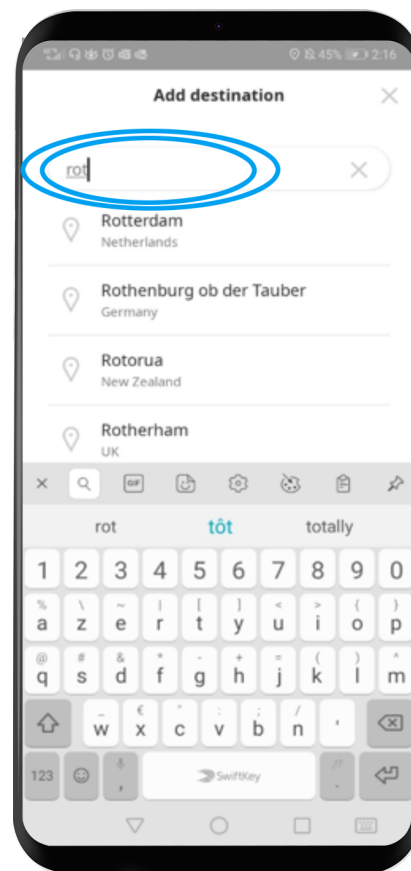 45% 2:16
Add destination
rot
Rotterdam
Netherlands
Rothenburg ob der Tauber
Germany
Rotorua
New Zealand
Rotherham
UK
GIF
rot tôt totally
1 2 3 4 5 6 7 8 9 0
% \ ~ | [ ] < > { }
a z e r t y u i o p
@ # & * - + = ( ) ^
q s d f g h j k l m
_ € " : ; /
w x c v b n '
123 , SwiftKey .